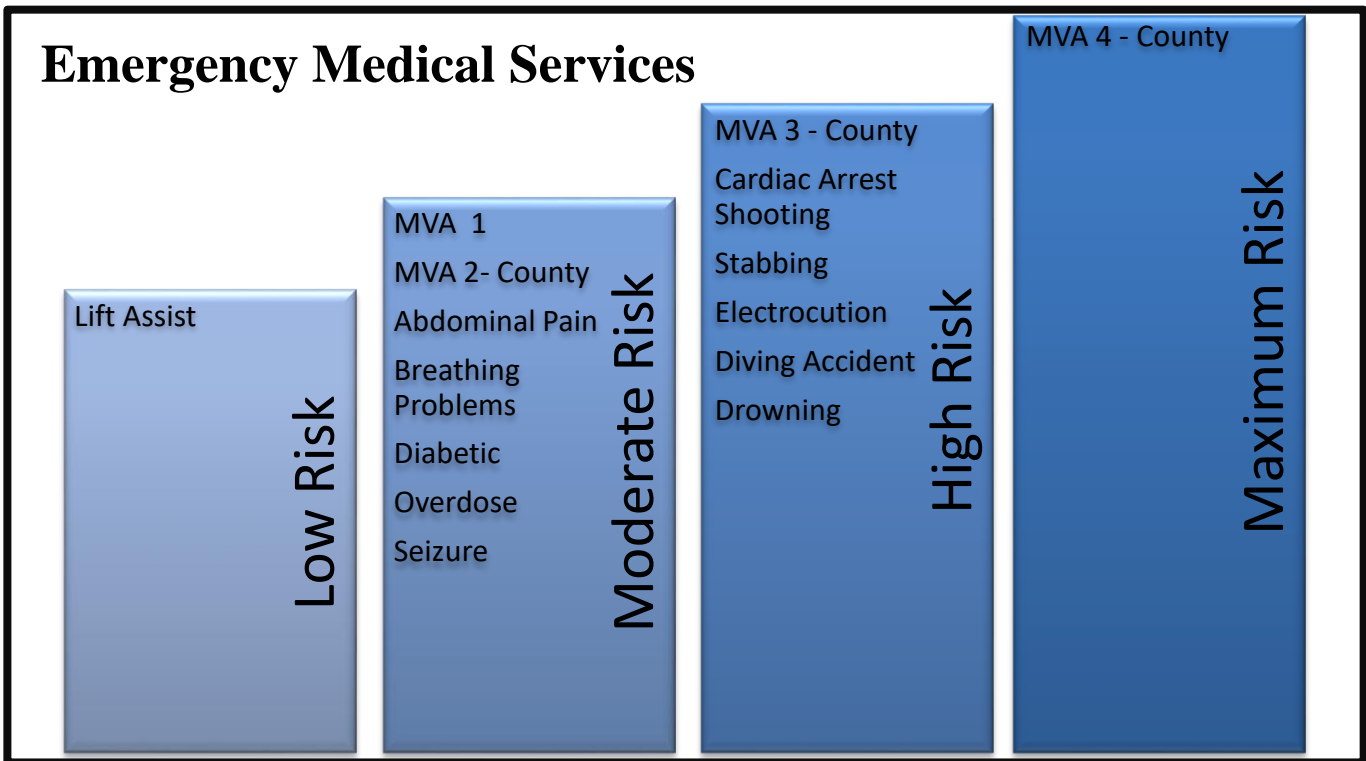 Emergency Medical Services
Lift Assist
Low Risk
MVA  1
MVA 2- County
Abdominal Pain
Breathing
Problems
Diabetic
Overdose
Seizure
Moderate Risk
MVA 3 - County
Cardiac Arrest
Shooting
Stabbing
Electrocution
Diving Accident
Drowning
High Risk
MVA 4 - County
Maximum Risk